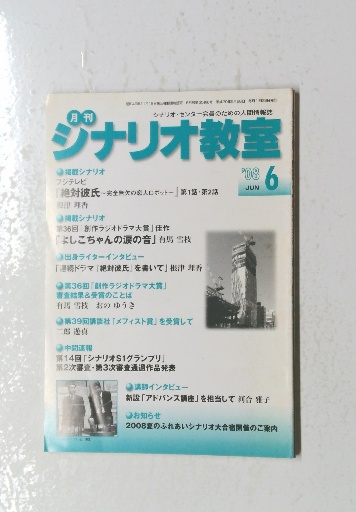 シナリオ・センター会員のための人間情報誌
月刊
シナリオ教室
'08 6
JUN
●掲載シナリオ
フジテレビ
「絶対彼氏〜完全無欠の恋人ロボット〜」第1話・第2話
根津 理香
●掲載シナリオ
第36回 創作ラジオドラマ大賞」佳作
「よしこちゃんの涙の音」有馬 雪枝
●出身ライターインタビュー
「連続ドラマ「絶対彼氏」を書いて」根津 理香
●第36回「創作ラジオドラマ大賞」
審査結果&受賞のことば
有馬 雪枝 おの ゆうき
●第39回講談社「メフィスト賞」を受賞して
二郎 遊真
●中間速報
第14回「シナリオS1グランプリ」
第2次審査・第3次審査通過作品発表
●講師インタビュー
新設「アドバンス講座」を担当して 河合 雅子
●お知らせ
2008夏のふれあいシナリオ大合宿開催のご案内